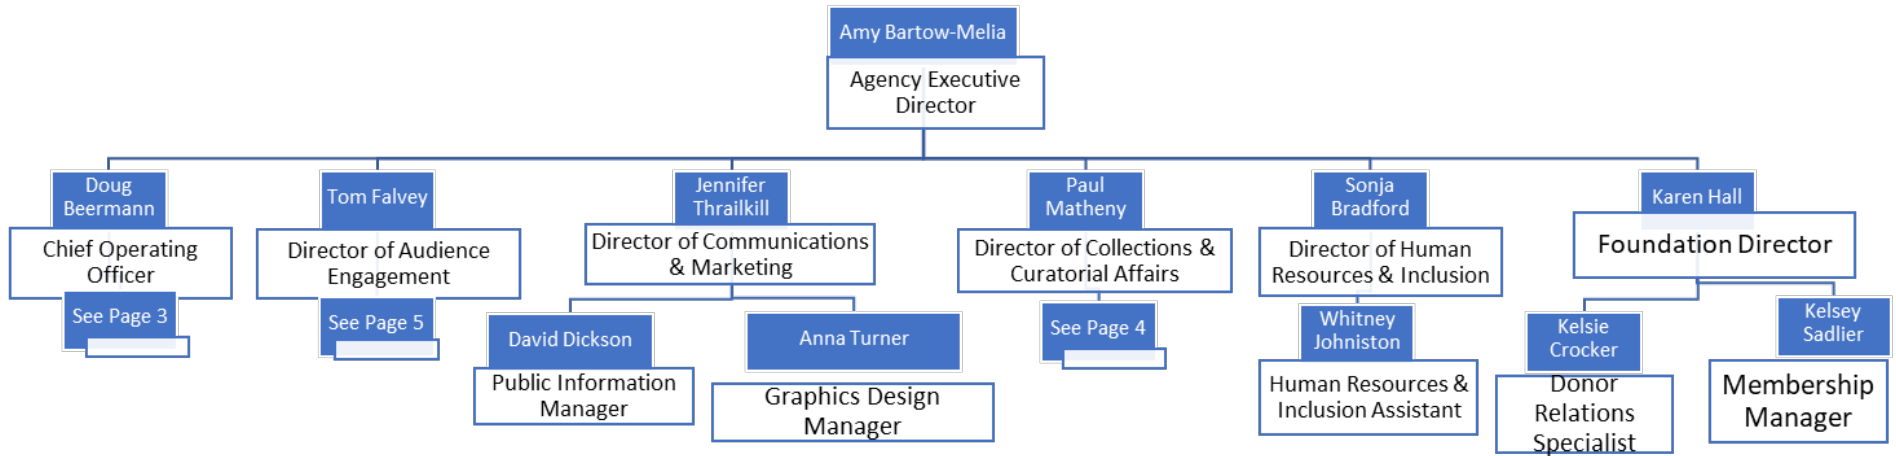 Amy Bartow-Melia
Agency Executive
Director
Doug
Beermann
Chief Operating
Officer
See Page 3
Tom Falvey
Director of Audience
Engagement
See Page 5
Jennifer
Thrailkill
Director of Communications
& Marketing
David Dickson
Public Information
Manager
Anna Turner
Graphics Design
Manager
Paul
Matheny
Director of Collections &
Curatorial Affairs
See Page 4
Sonja
Bradford
Director of Human
Resources & Inclusion
Whitney
Johniston
Human Resources &
Inclusion Assistant
Karen Hall
Foundation Director
Kelsie
Crocker
Donor
Relations
Specialist
Kelsey
Sadlier
Membership
Manager